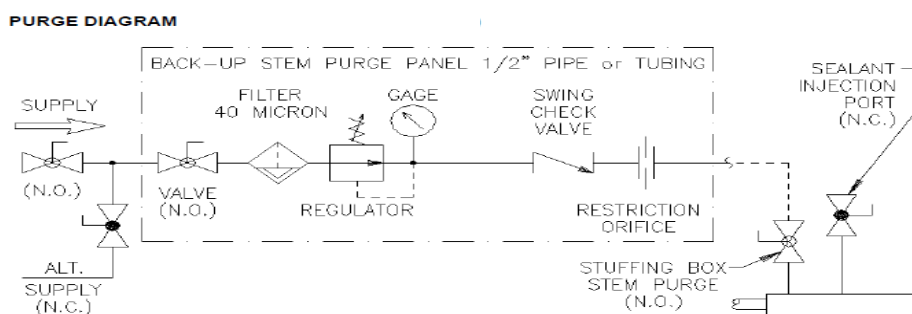 PURGE DIAGRAM
BACK-UP STEM PURGE PANEL 1/2" PIPE or TUBING
SUPPLY
FILTER
40 MICRON
GAGE
SWING
CHECK
VALVE
SEALANT
INJECTION
PORT
(N.C.)
(N.O.)
VALVE
(N.O.)
REGULATOR
RESTRICTION
ORIFICE
ALT.
SUPPLY
(N.C.)
STUFFING BOX
STEM PURGE
(N.O.)